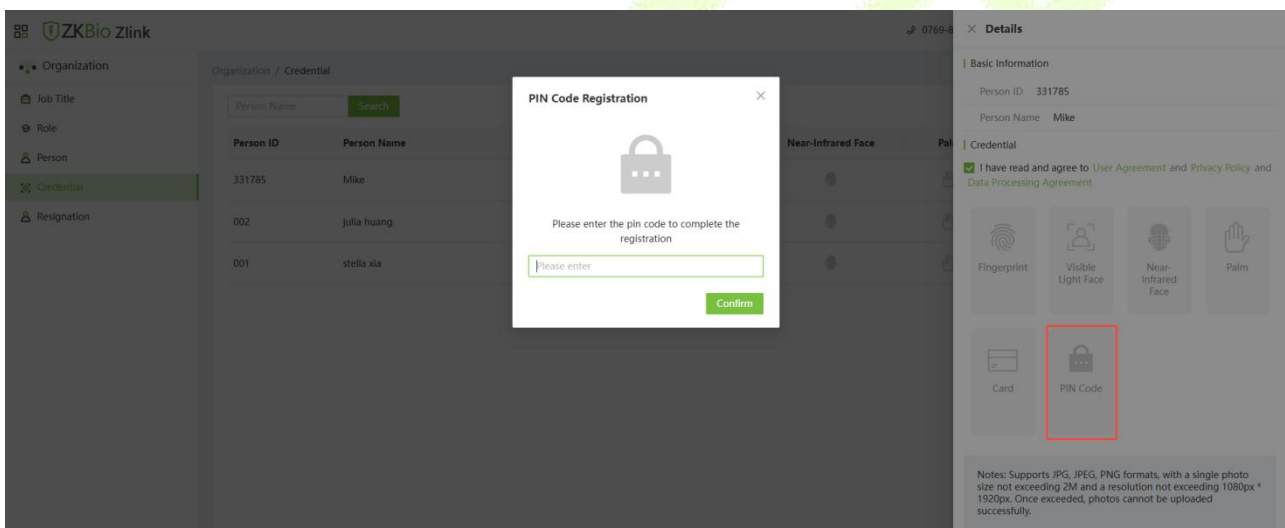 ZKBio Zlink
0769-8
Organization
Job Title
Role
Person
Credential
Resignation
Organization / Credential
Person Name
Search
Person ID
Person Name
Near-Infrared Face
331785
Mike
002
Julia huang
001
stella xia
PIN Code Registration
Please enter the pin code to complete the
registration
Please enter
Confirm
Details
Basic Information
Person ID 331785
Person Name Mike
Credential
I have read and agree to User Agreement and Privacy Policy and
Data Processing Agreement
Fingerprint
Visible
Light Face
Near-
Infrared
Face
Palm
Card
PIN Code
Notes: Supports JPG, JPEG, PNG formats, with a single photo
size not exceeding 2M and a resolution not exceeding 1080px *
1920px. Once exceeded, photos cannot be uploaded
successfully.